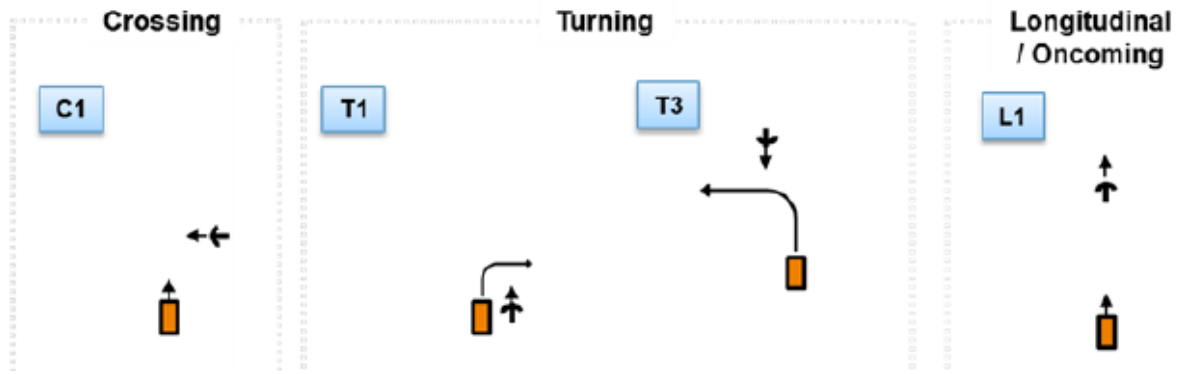 Crossing
Turning
Longitudinal
/ Oncoming
C1
T1
T3
L1